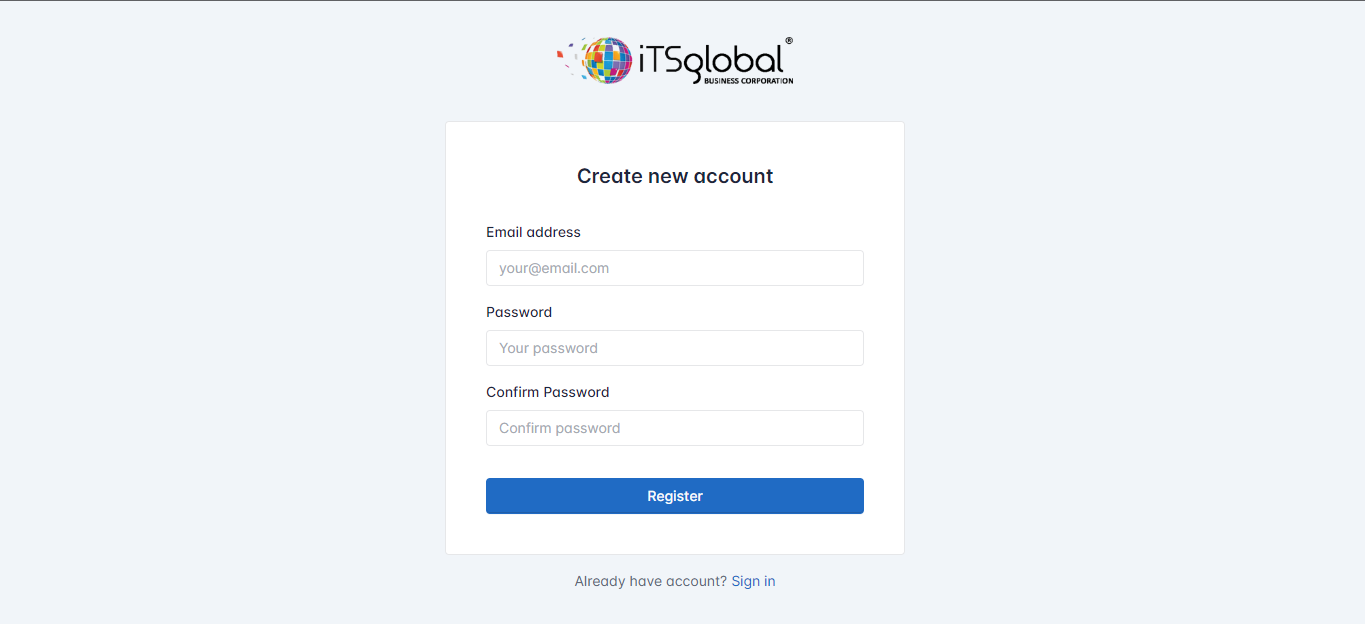 iTSglobal®
BUSINESS CORPORATION
Create new account
Email address
your@email.com
Password
Your password
Confirm Password
Confirm password
Register
Already have account? Sign in